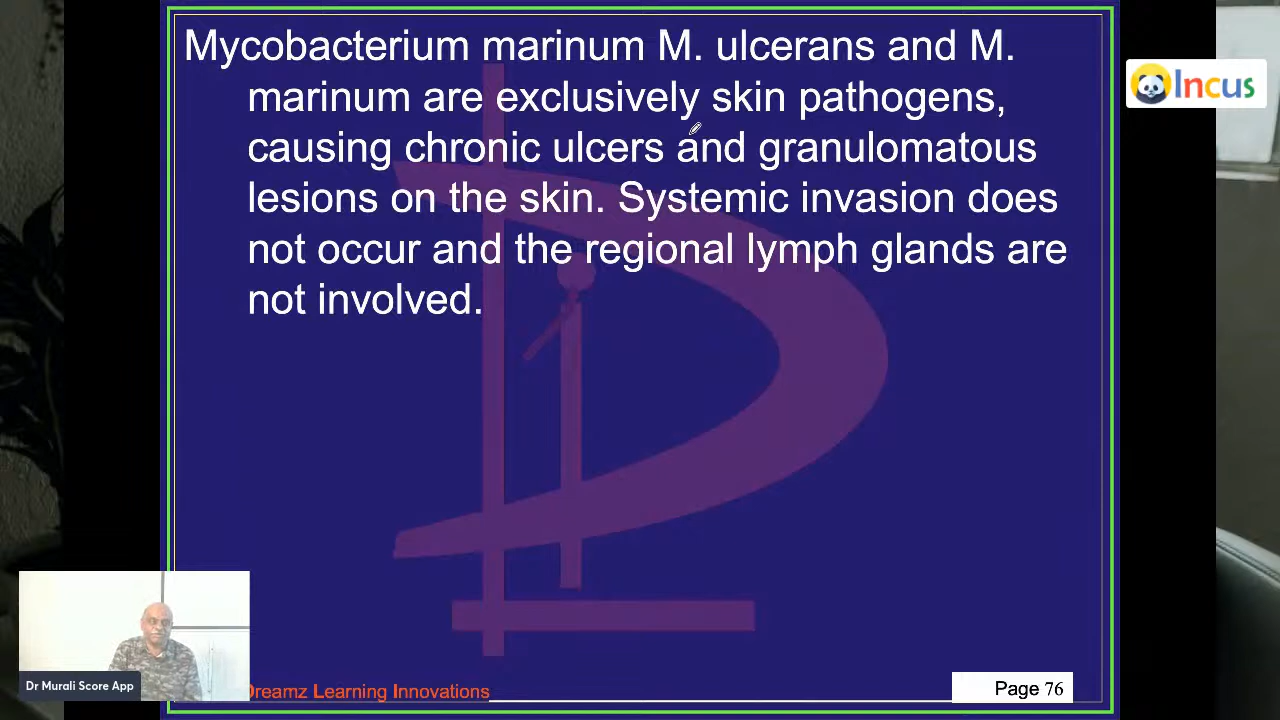 Mycobacterium marinum M. ulcerans and M.
marinum are exclusively skin pathogens,
causing chronic ulcers and granulomatous
lesions on the skin. Systemic invasion does
not occur and the regional lymph glands are
not involved.
Incus
Dr Murali Score App
Dreamz Learning Innovations
Page 76